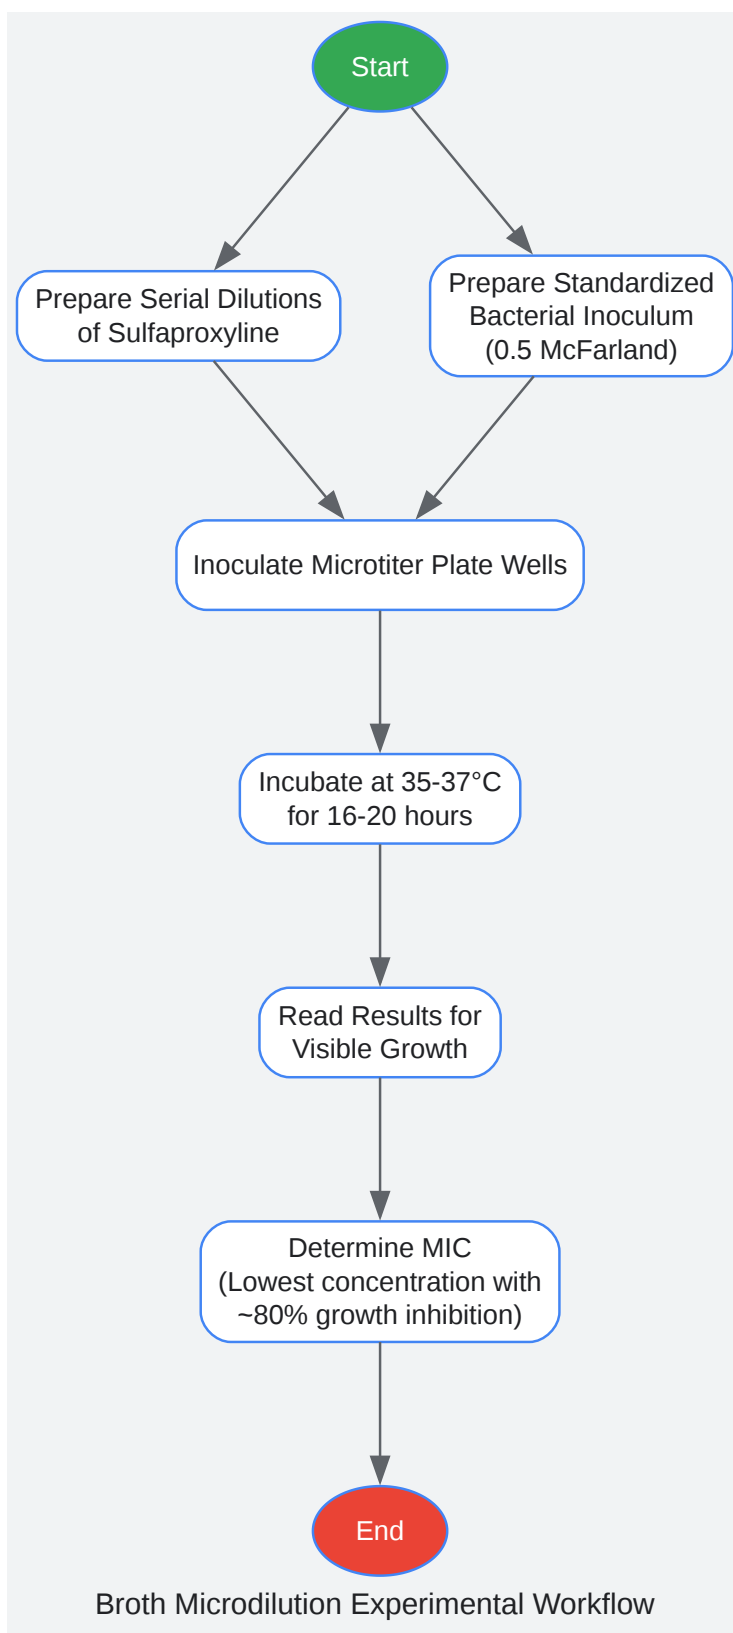 Start
Prepare Serial Dilutions
of Sulfaproxyline
Prepare Standardized
Bacterial Inoculum
(0.5 McFarland)
Inoculate Microtiter Plate Wells
Incubate at 35-37°C
for 16-20 hours
Read Results for
Visible Growth
Determine MIC
(Lowest concentration with
~80% growth inhibition)
End
Broth Microdilution Experimental Workflow